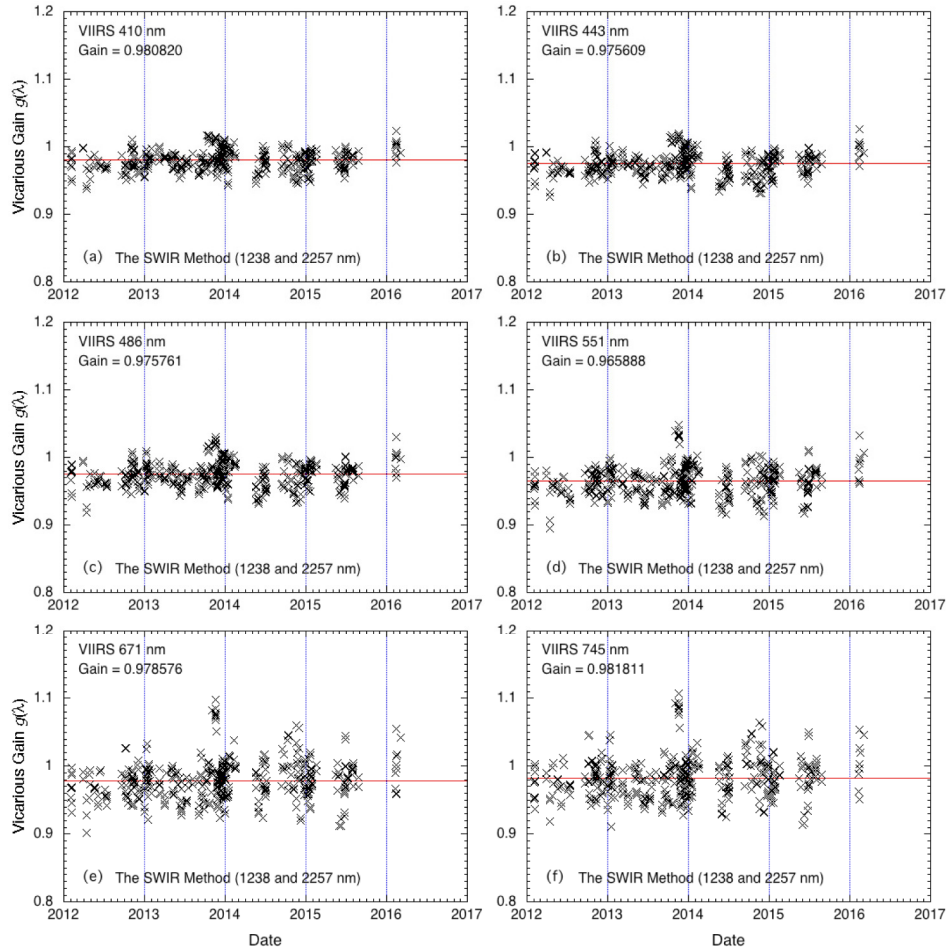 1.2
VIIRS 410 nm
Gain = 0.980820
1.1
Vicarious Gain g(λ)
1
0.9
(a) The SWIR Method (1238 and 2257 nm)
0.8
2012 2013 2014 2015 2016 2017
1.2
VIIRS 443 nm
Gain = 0.975609
1.1
1
0.9
(b) The SWIR Method (1238 and 2257 nm)
0.8
2012 2013 2014 2015 2016 2017
1.2
VIIRS 486 nm
Gain = 0.975761
1.1
Vicarious Gain g(λ)
1
0.9
(c) The SWIR Method (1238 and 2257 nm)
0.8
2012 2013 2014 2015 2016 2017
1.2
VIIRS 551 nm
Gain = 0.965888
1.1
1
0.9
(d) The SWIR Method (1238 and 2257 nm)
0.8
2012 2013 2014 2015 2016 2017
1.2
VIIRS 671 nm
Gain = 0.978576
1.1
Vicarious Gain g(λ)
1
0.9
(e) The SWIR Method (1238 and 2257 nm)
0.8
2012 2013 2014 2015 2016 2017
Date
1.2
VIIRS 745 nm
Gain = 0.981811
1.1
1
0.9
(f) The SWIR Method (1238 and 2257 nm)
0.8
2012 2013 2014 2015 2016 2017
Date